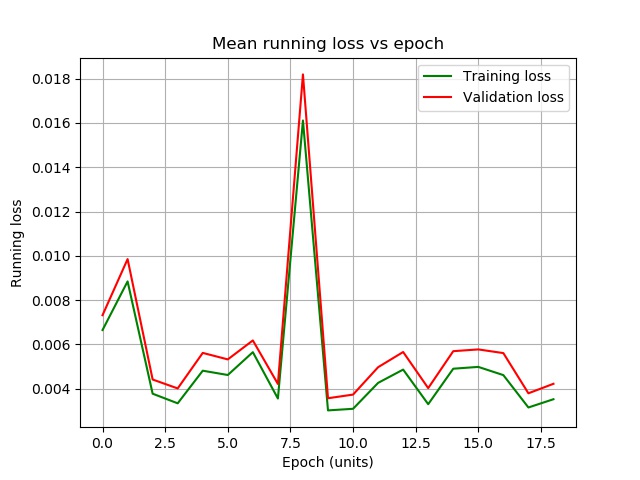 Mean running loss vs epoch
Training loss
Validation loss
0.018
0.016
0.014
0.012
0.010
0.008
0.006
0.004
Running loss
0.0 2.5 5.0 7.5 10.0 12.5 15.0 17.5
Epoch (units)